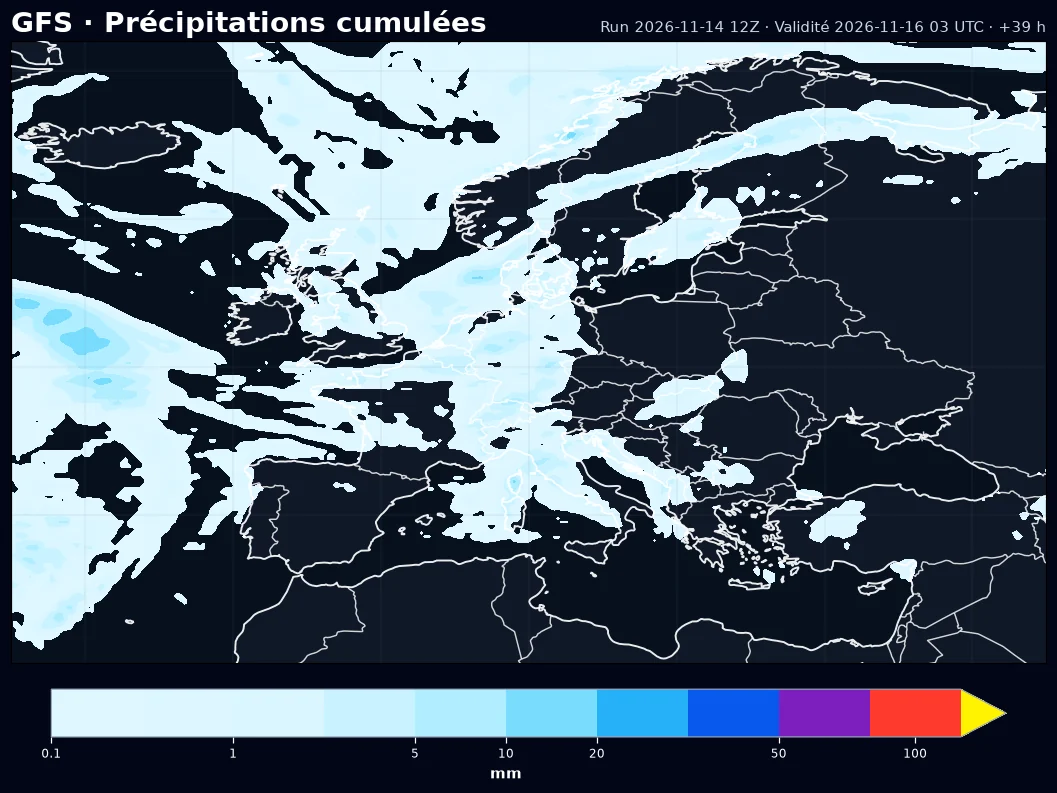 GFS · Précipitations cumulées
Run 2026-11-14 12Z · Validité 2026-11-16 03 UTC · +39 h
0.1 1 5 10 20 50 100
mm